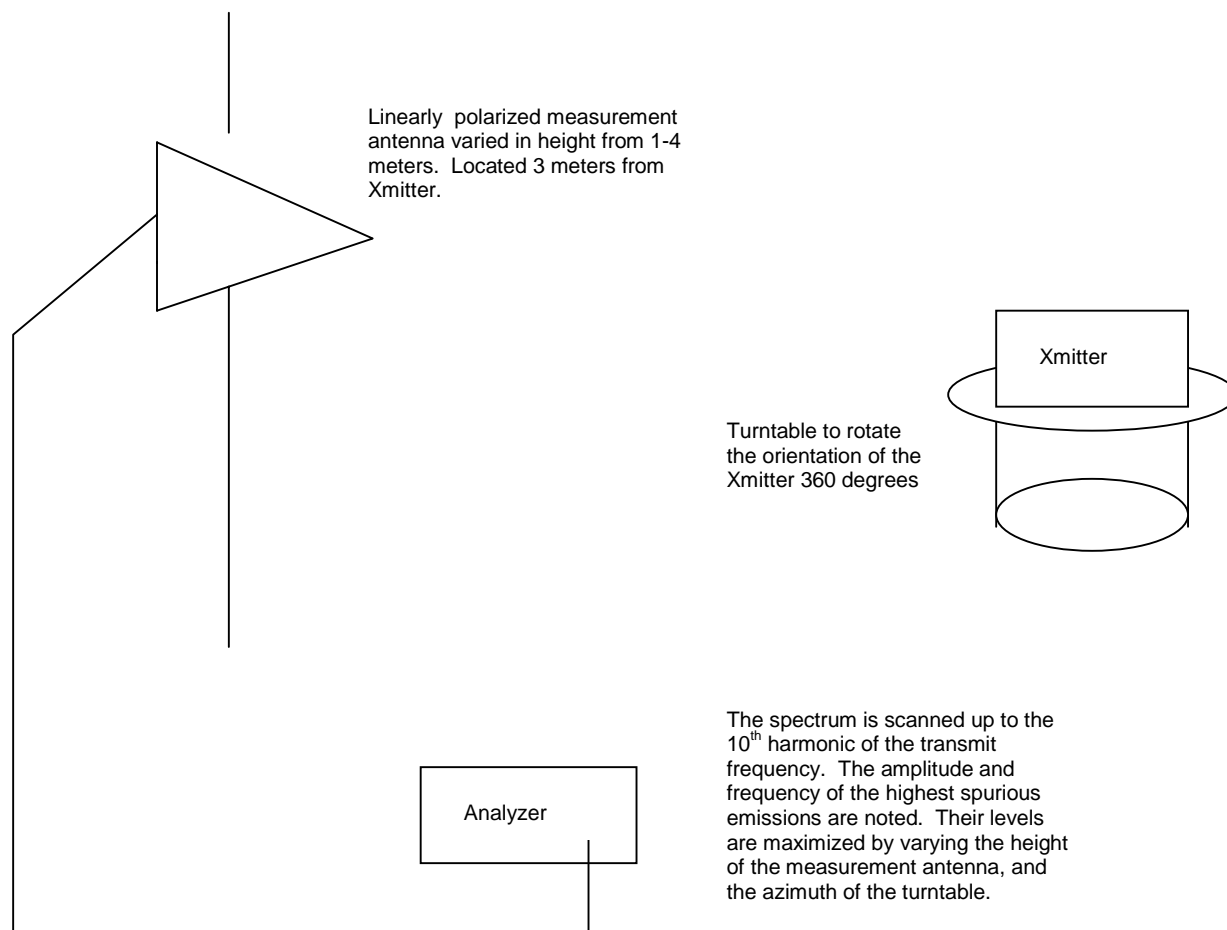 Linearly polarized measurement
antenna varied in height from 1-4
meters. Located 3 meters from
Xmitter.
Xmitter
Turntable to rotate
the orientation of the
Xmitter 360 degrees
The spectrum is scanned up to the
10th harmonic of the transmit
frequency. The amplitude and
frequency of the highest spurious
emissions are noted. Their levels
are maximized by varying the height
of the measurement antenna, and
the azimuth of the turntable.
Analyzer